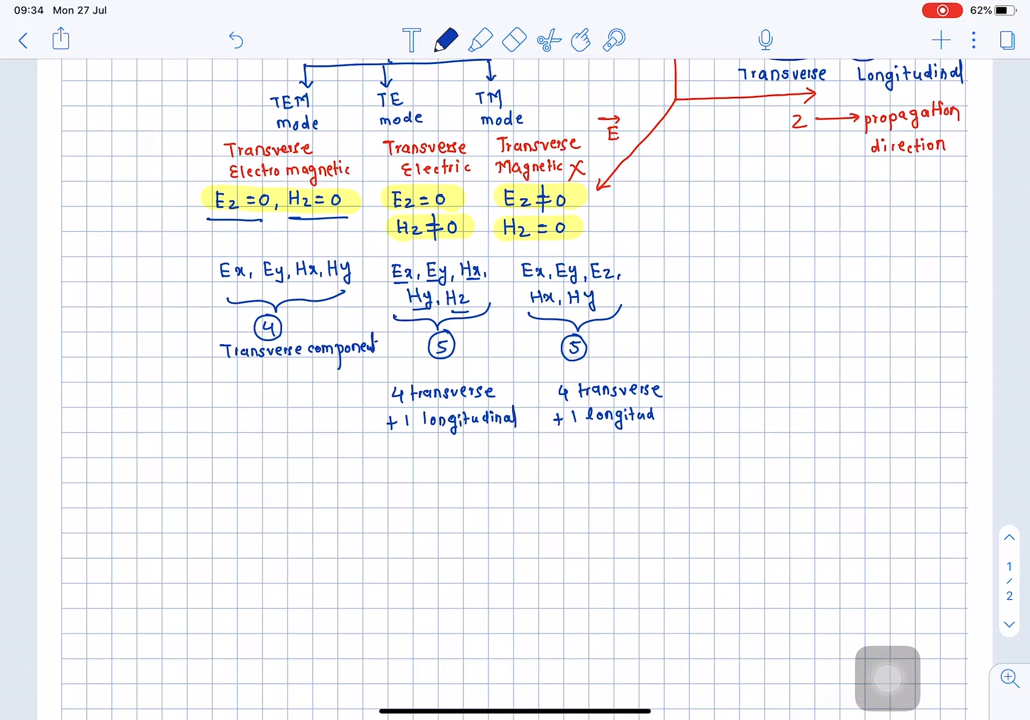 09:34 Mon 27 Jul
62%
T
Transverse Longitudinal
TEM mode
TE mode
TM mode
E
Z → propagation direction
Transverse Electromagnetic
Transverse Electric
Transverse Magnetic
X
Ez = 0, Hz = 0
Ez = 0
Hz ≠ 0
Ez ≠ 0
Hz = 0
Ex, Ey, Hx, Hy
Ex, Ey, Hx,
Hy, Hz
Ex, Ey, Ez,
Hx, Hy
4
Transverse component
5
5
4 transverse
+ 1 longitudinal
4 transverse
+ 1 longitud
1
/
2